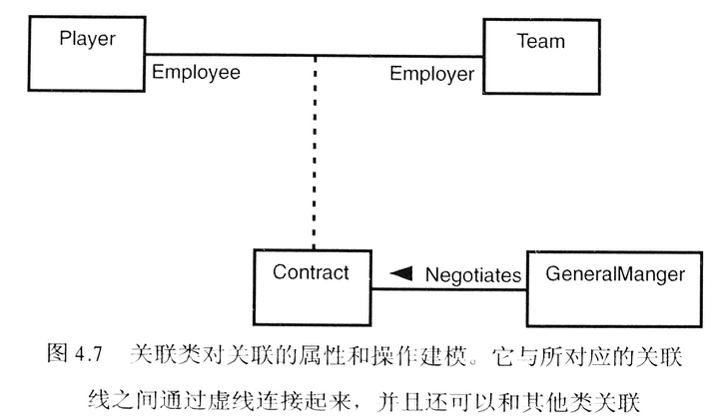 Player
Team
Employee
Employer
Contract
Negotiates
GeneralManger
图 4.7 关联类对关联的属性和操作建模。它与所对应的关联
线之间通过虚线连接起来，并且还可以和其他类关联